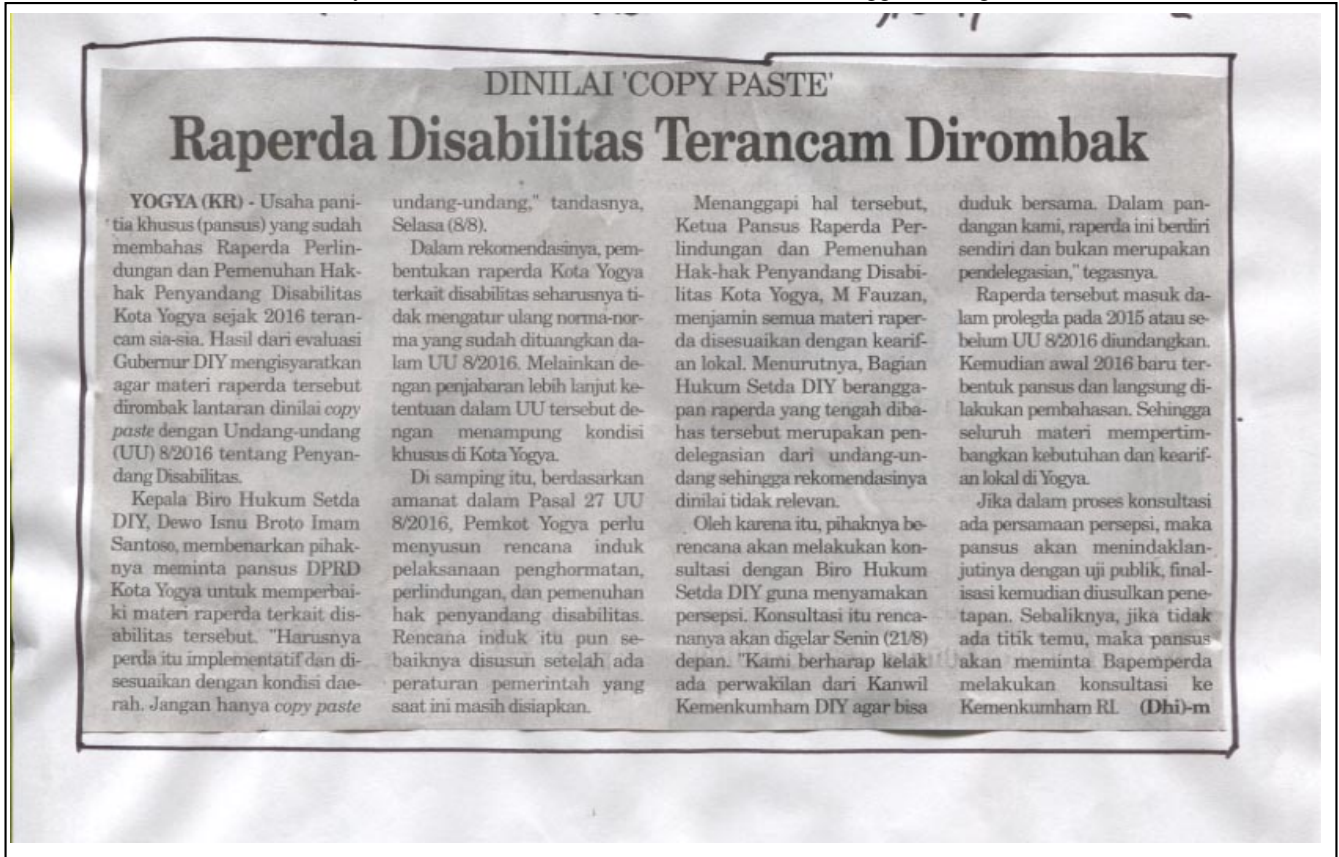 DINILAI 'COPY PASTE'
Raperda Disabilitas Terancam Dirombak
YOGYA (KR) - Usaha pani-
tia khusus (pansus) yang sudah
membahas Raperda Perlin-
dungan dan Pemenuhan Hak-
hak Penyandang Disabilitas
Kota Yogya sejak 2016 teran-
cam sia-sia. Hasil dari evaluasi
Gubernur DIY mengisyaratkan
agar materi raperda tersebut
dirombak lantaran dinilai copy
paste dengan Undang-undang
(UU) 8/2016 tentang Penyan-
dang Disabilitas.
Kepala Biro Hukum Setda
DIY, Dewo Isnu Broto Imam
Santoso, membenarkan pihak-
nya meminta pansus DPRD
Kota Yogya untuk memperbai-
ki materi raperda terkait dis-
abilitas tersebut. "Harusnya
perda itu implementatif dan di-
sesuaikan dengan kondisi dae-
rah. Jangan hanya copy paste
undang-undang," tandasnya,
Selasa (8/8).
Dalam rekomendasinya, pem-
bentukan raperda Kota Yogya
terkait disabilitas seharusnya ti-
dak mengatur ulang norma-nor-
ma yang sudah dituangkan da-
lam UU 8/2016. Melainkan de-
ngan penjabaran lebih lanjut ke-
tentuan dalam UU tersebut de-
ngan menampung kondisi
khusus di Kota Yogya.
Di samping itu, berdasarkan
amanat dalam Pasal 27 UU
8/2016, Pemkot Yogya perlu
menyusun rencana induk
pelaksanaan penghormatan,
perlindungan, dan pemenuhan
hak penyandang disabilitas.
Rencana induk itu pun se-
baiknya disusun setelah ada
peraturan pemerintah yang
saat ini masih disiapkan.
Menanggapi hal tersebut,
Ketua Pansus Raperda Per-
lindungan dan Pemenuhan
Hak-hak Penyandang Disabi-
litas Kota Yogya, M Fauzan,
menjamin semua materi raper-
da disesuaikan dengan kearif-
an lokal. Menurutnya, Bagian
Hukum Setda DIY berangga-
pan raperda yang tengah diba-
has tersebut merupakan pen-
delegasian dari undang-un-
dang sehingga rekomendasinya
dinilai tidak relevan.
Oleh karena itu, pihaknya be-
rencana akan melakukan kon-
sultasi dengan Biro Hukum
Setda DIY guna menyamakan
persepsi. Konsultasi itu renca-
nanya akan digelar Senin (21/8)
depan. "Kami berharap kelak
ada perwakilan dari Kanwil
Kemenkumham DIY agar bisa
duduk bersama. Dalam pan-
dangan kami, raperda ini berdiri
sendiri dan bukan merupakan
pendelegasian," tegasnya.
Raperda tersebut masuk da-
lam prolegda pada 2015 atau se-
belum UU 8/2016 diundangkan.
Kemudian awal 2016 baru ter-
bentuk pansus dan langsung di-
lakukan pembahasan. Sehingga
seluruh materi mempertim-
bangkan kebutuhan dan kearif-
an lokal di Yogya.
Jika dalam proses konsultasi
ada persamaan persepsi, maka
pansus akan menindaklan-
jutinya dengan uji publik, final-
isasi kemudian diusulkan pene-
tapan. Sebaliknya, jika tidak
ada titik temu, maka pansus
akan meminta Bapemperda
melakukan konsultasi ke
Kemenkumham RI. (Dhi)-m